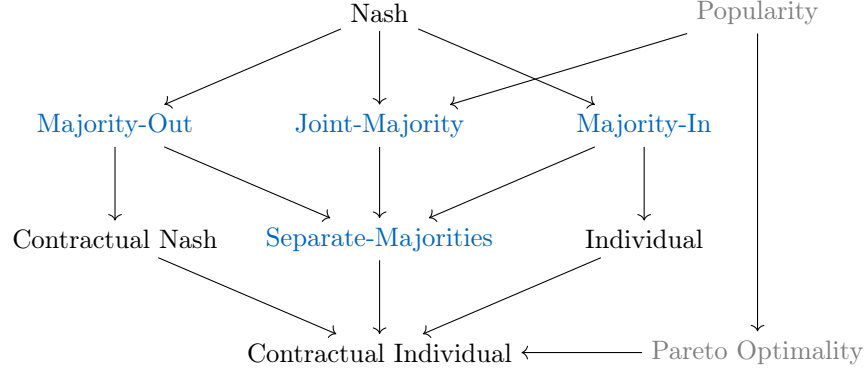 Nash
Popularity
Majority-Out
Joint-Majority
Majority-In
Contractual Nash
Separate-Majorities
Individual
Contractual Individual
Pareto Optimality